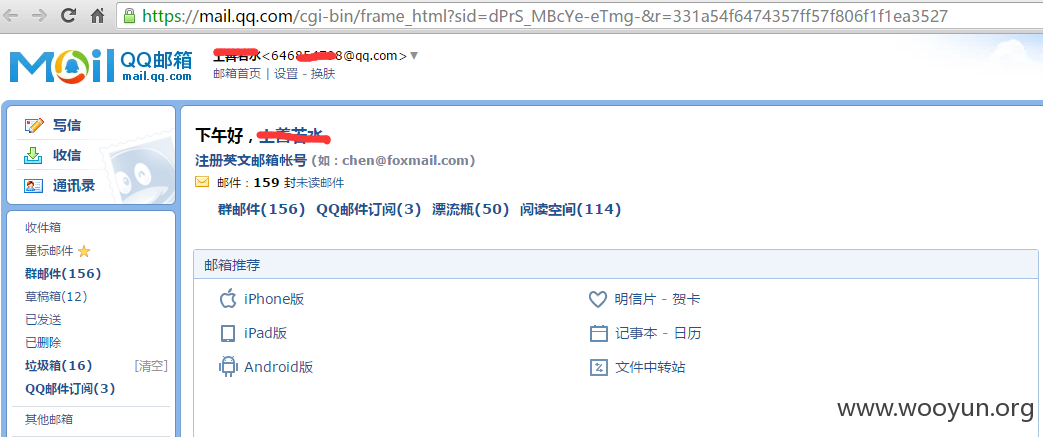 https://mail.qq.com/cgi-bin/frame_html?sid=dPrS_MBcYe-eTmg-&r=331a54f6474357ff57f806f1f1ea3527
Mail QQ邮箱
mail.qq.com
@qq.com>
邮箱首页 | 设置 - 换肤
写信
收信
通讯录
收件箱
星标邮件
群邮件(156)
草稿箱(12)
已发送
已删除
垃圾箱(16) [清空]
QQ邮件订阅(3)
其他邮箱
下午好,
注册英文邮箱帐号 (如:chen@foxmail.com)
邮件:159 封未读邮件
群邮件(156) QQ邮件订阅(3) 漂流瓶(50) 阅读空间(114)
邮箱推荐
iPhone版
明信片 - 贺卡
iPad版
记事本 - 日历
Android版
文件中转站
www.wooyun.org